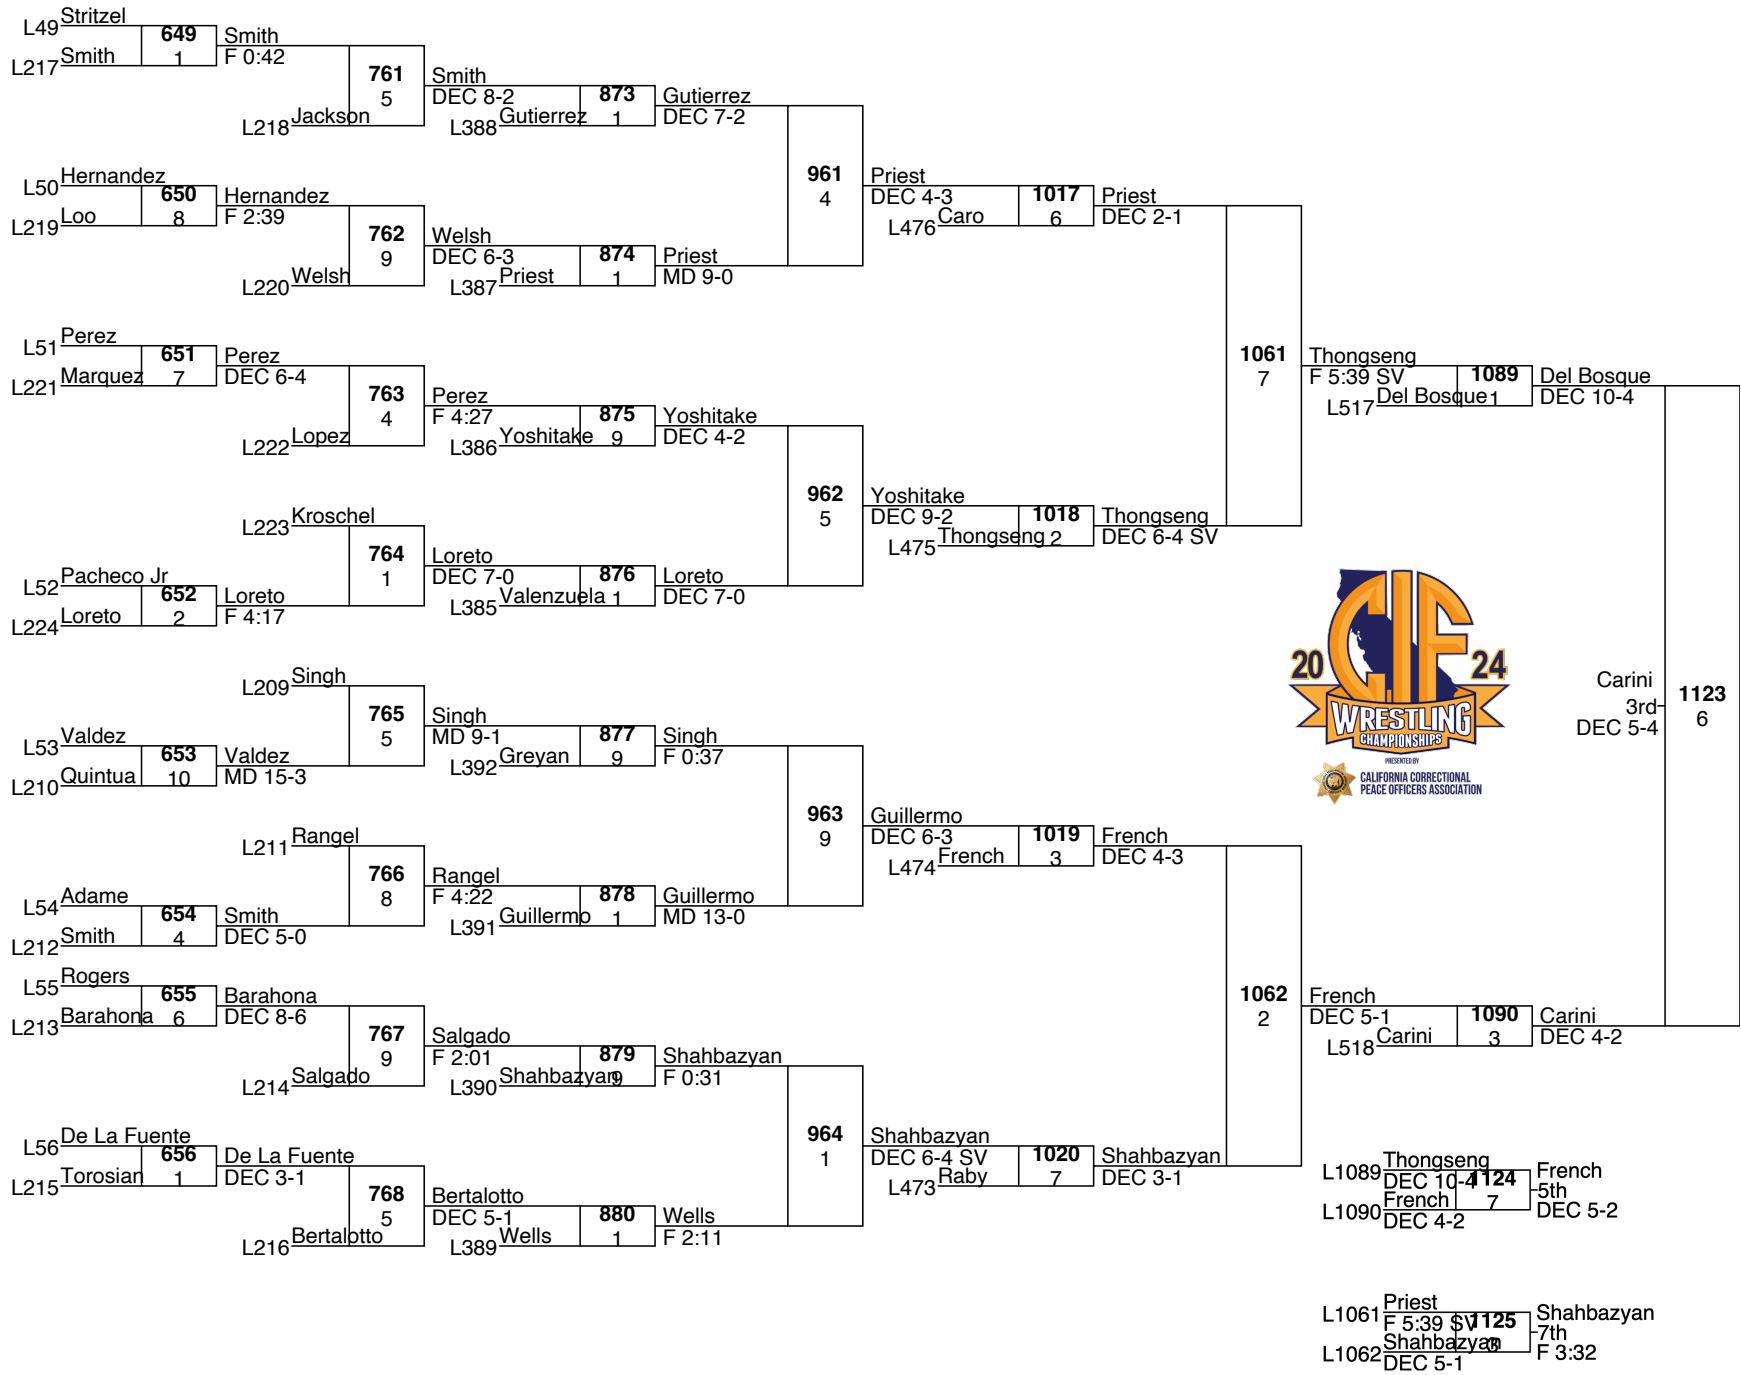 Stritzel
L49
649
Smith
L217
Smith
1
F 0:42
761
5
Smith
DEC 8-2
L218
Jackson
873
L388
Gutierrez
1
Gutierrez
DEC 7-2
Hernandez
L50
650
Hernandez
L219
Loo
8
F 2:39
762
9
Welsh
DEC 6-3
L220
Welsh
874
L387
Priest
1
Priest
MD 9-0
961
4
Priest
DEC 4-3
L476
Caro
1017
6
Priest
DEC 2-1
Perez
L51
651
Perez
L221
Marquez
7
DEC 6-4
763
4
Perez
F 4:27
L222
Lopez
875
L386
Yoshitake
9
Yoshitake
DEC 4-2
1061
7
Thongseng
F 5:39 SV
L517
Del Bosque
1089
1
Del Bosque
DEC 10-4
L223
Kroschel
764
1
Loreto
DEC 7-0
Pacheco Jr
L52
652
Loreto
L224
Loreto
2
F 4:17
876
L385
Valenzuela
1
Loreto
DEC 7-0
962
5
Yoshitake
DEC 9-2
L475
Thongseng
1018
2
Thongseng
DEC 6-4 SV
L209
Singh
765
5
Singh
MD 9-1
Valdez
L53
653
Valdez
L210
Quintua
10
MD 15-3
877
L392
Greyan
9
Singh
F 0:37
20
CIF
24
WRESTLING
CHAMPIONSHIPS
PRESENTED BY
CALIFORNIA CORRECTIONAL
PEACE OFFICERS ASSOCIATION
Carini
3rd
DEC 5-4
1123
6
L211
Rangel
766
8
Rangel
F 4:22
Adame
L54
654
Smith
L212
Smith
4
DEC 5-0
878
L391
Guillermo
1
Guillermo
MD 13-0
963
9
Guillermo
DEC 6-3
L474
French
1019
3
French
DEC 4-3
Rogers
L55
655
Barahona
L213
Barahona
6
DEC 8-6
767
9
Salgado
F 2:01
L214
Salgado
879
L390
Shahbazyan
9
Shahbazyan
F 0:31
1062
2
French
DEC 5-1
L518
Carini
1090
3
Carini
DEC 4-2
De La Fuente
L56
656
De La Fuente
L215
Torosian
1
DEC 3-1
768
5
Bertalotto
DEC 5-1
L216
Bertalotto
880
L389
Wells
1
Wells
F 2:11
964
1
Shahbazyan
DEC 6-4 SV
L473
Raby
1020
7
Shahbazyan
DEC 3-1
L1089
Thongseng
DEC 10-4
1124
French
L1090
French
DEC 4-2
7
5th
DEC 5-2
L1061
Priest
F 5:39 SV
1125
Shahbazyan
L1062
Shahbazyan
DEC 5-1
3
7th
F 3:32